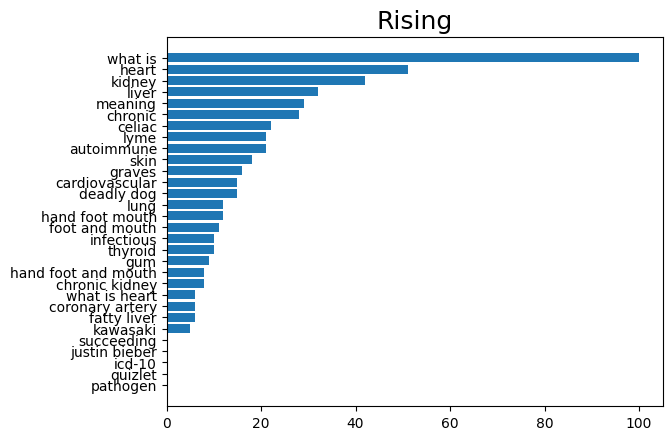 Rising
what is
heart
kidney
liver
meaning
chronic
celiac
lyme
autoimmune
skin
graves
cardiovascular
deadly dog
lung
hand foot mouth
foot and mouth
infectious
thyroid
gum
hand foot and mouth
chronic kidney
what is heart
coronary artery
fatty liver
kawasaki
succeeding
justin bieber
icd-10
quizlet
pathogen
0 20 40 60 80 100